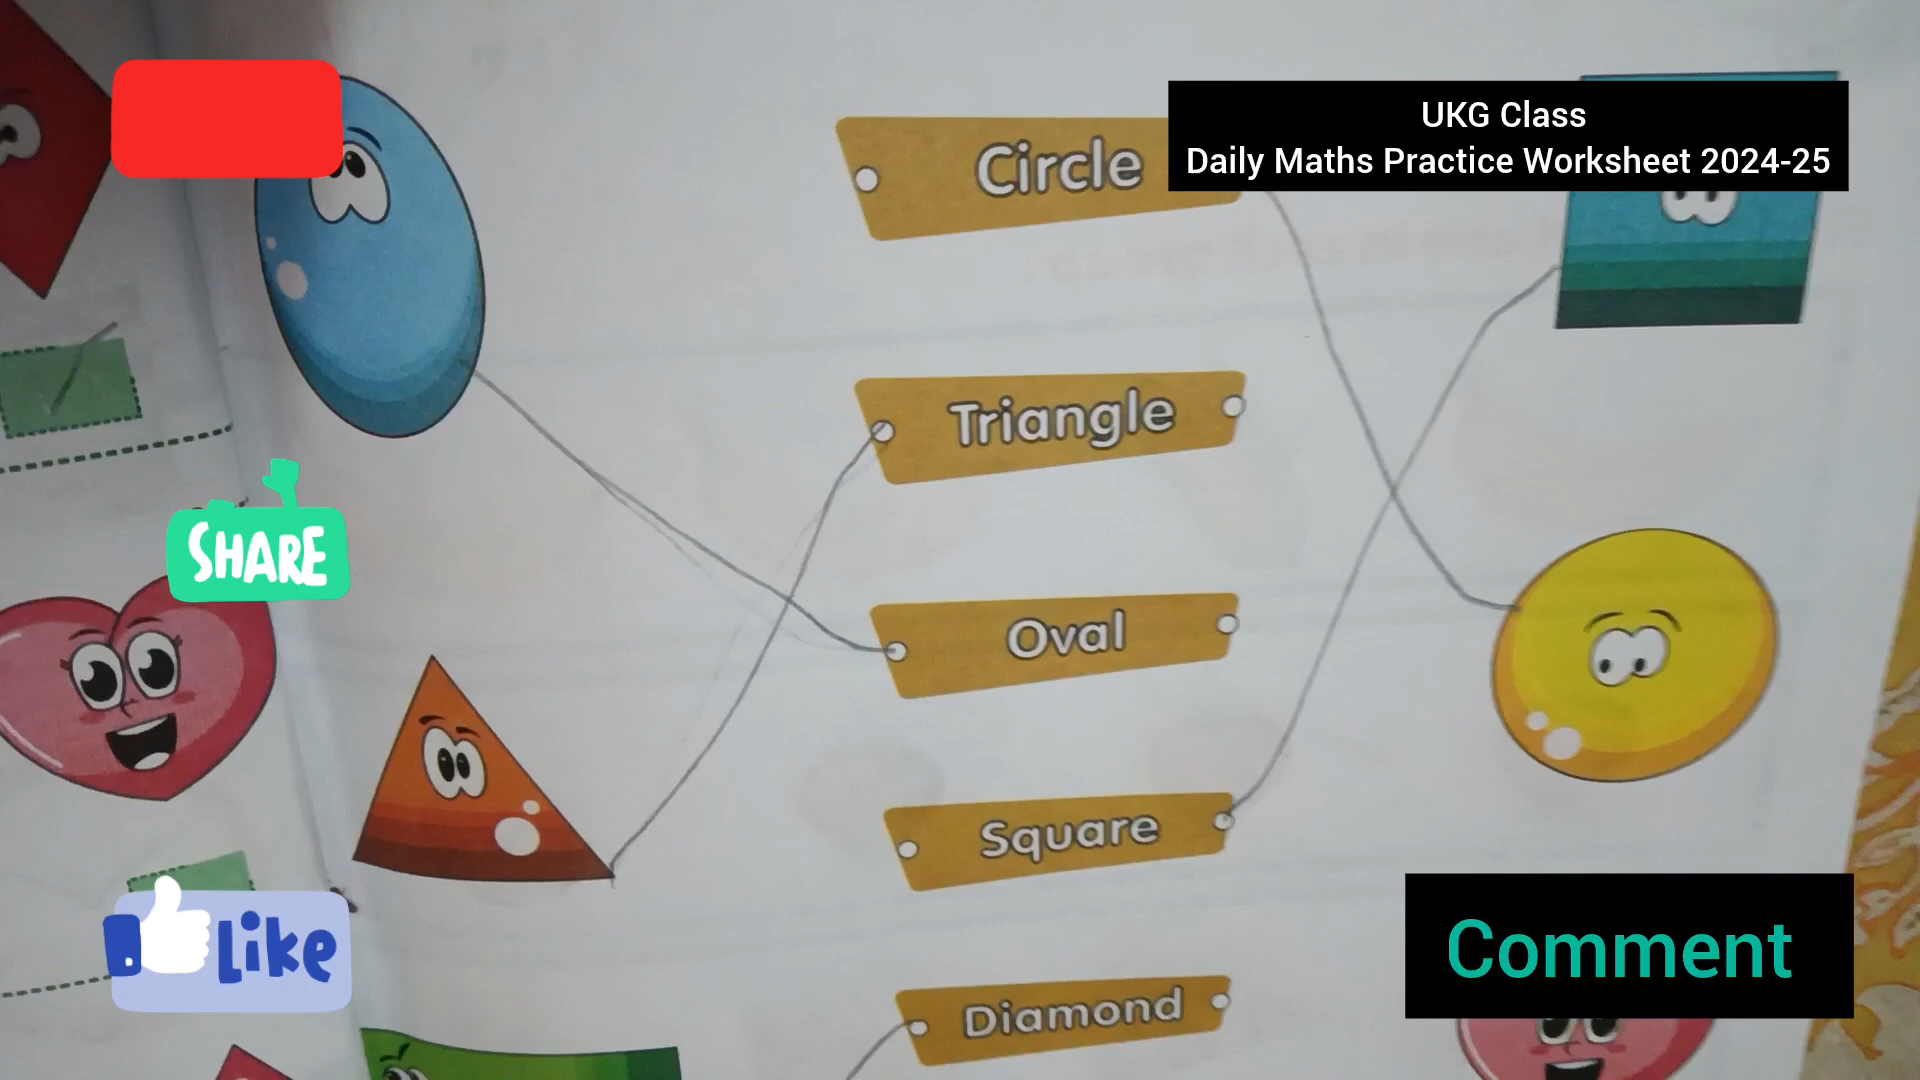 UKG Class
Daily Maths Practice Worksheet 2024-25
Circle
Triangle
SHARE
Oval
Square
Like
Comment
Diamond